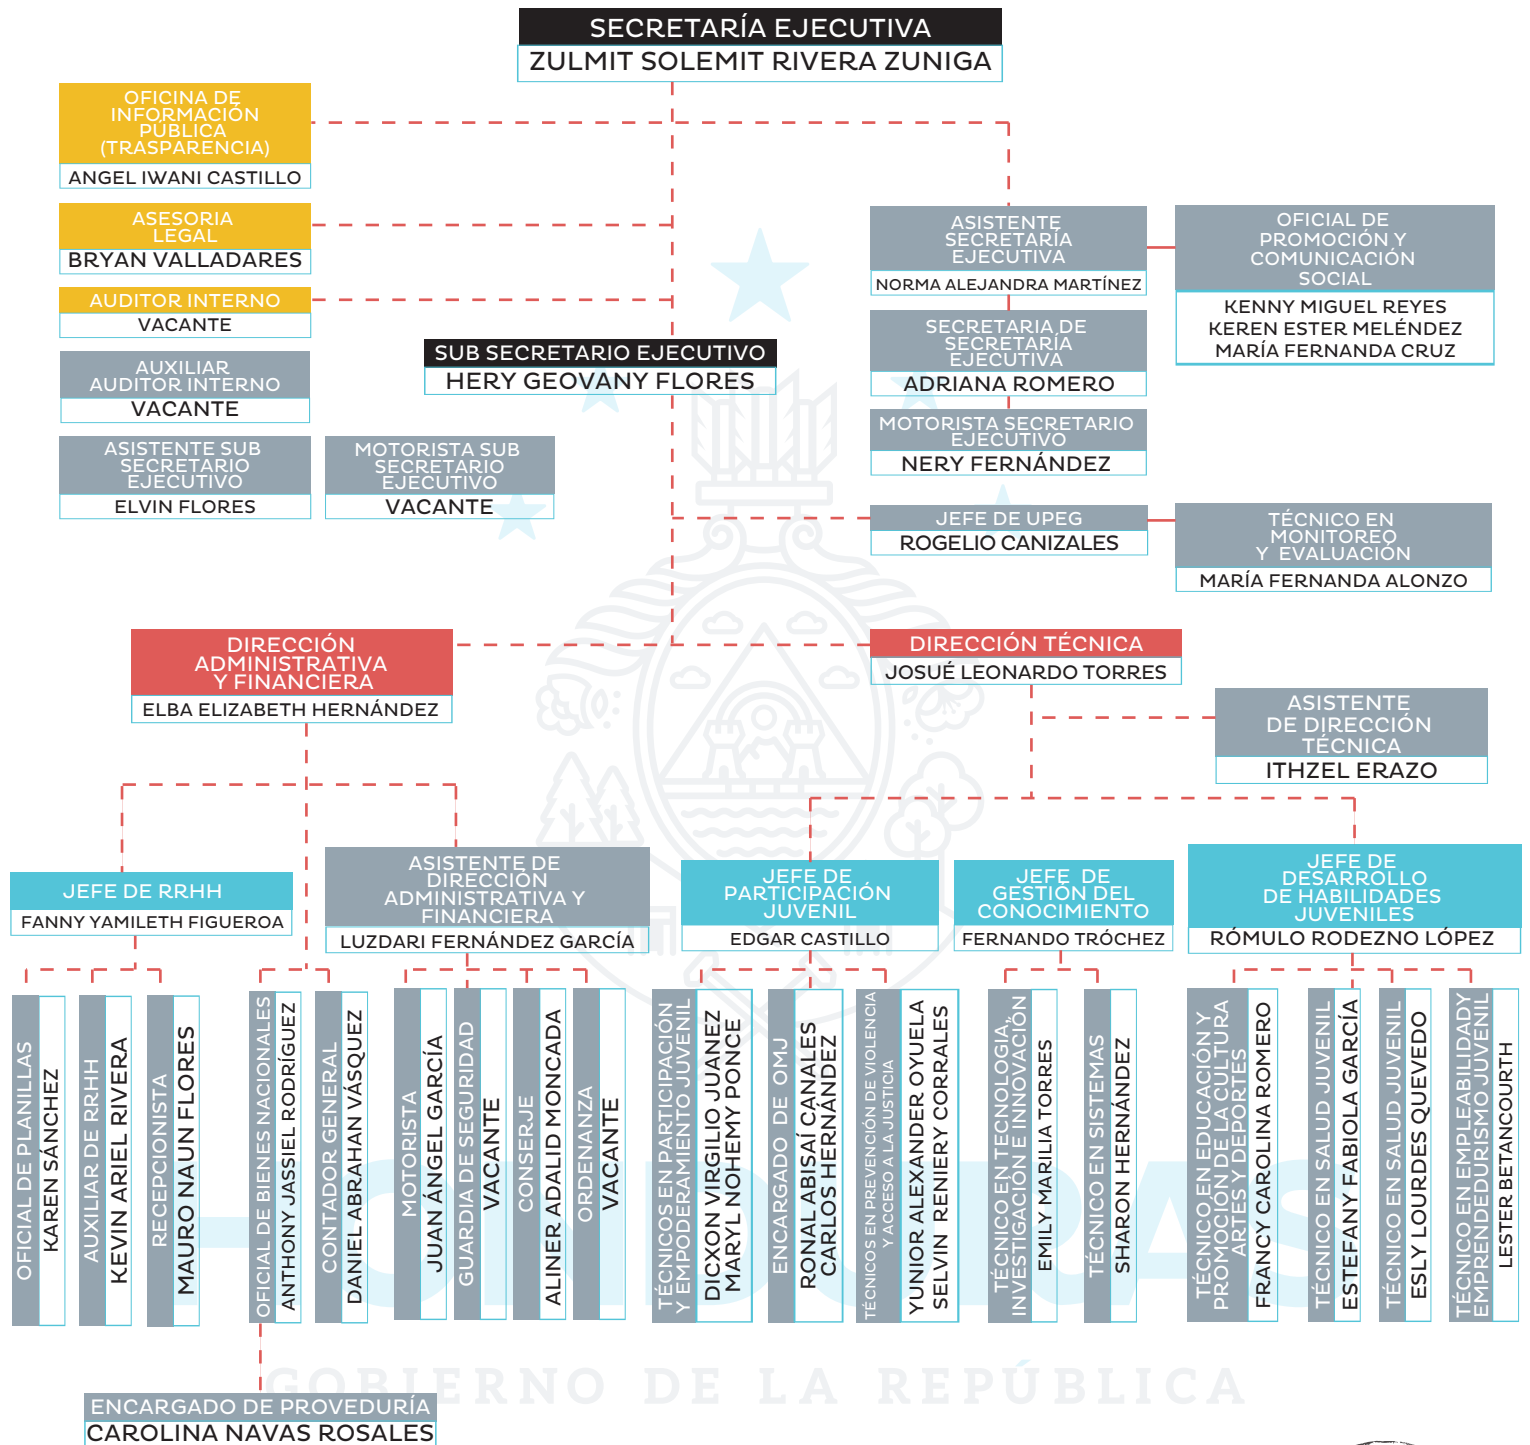 SECRETARÍA EJECUTIVA
ZULMIT SOLEMIT RIVERA ZUNIGA
OFICINA DE
INFORMACIÓN
PÚBLICA
(TRASPARENCIA)
ANGEL IWANI CASTILLO
ASESORIA
LEGAL
BRYAN VALLADARES
AUDITOR INTERNO
VACANTE
AUXILIAR
AUDITOR INTERNO
VACANTE
ASISTENTE SUB
SECRETARIO
EJECUTIVO
ELVIN FLORES
MOTORISTA SUB
SECRETARIO
EJECUTIVO
VACANTE
SUB SECRETARIO EJECUTIVO
HERY GEOVANY FLORES
ASISTENTE
SECRETARÍA
EJECUTIVA
NORMA ALEJANDRA MARTÍNEZ
OFICIAL DE
PROMOCIÓN Y
COMUNICACIÓN
SOCIAL
KENNY MIGUEL REYES
KEREN ESTER MELÉNDEZ
MARÍA FERNANDA CRUZ
SECRETARIA DE
SECRETARÍA
EJECUTIVA
ADRIANA ROMERO
MOTORISTA SECRETARIO
EJECUTIVO
NERY FERNÁNDEZ
JEFE DE UPEG
ROGELIO CANIZALES
TÉCNICO EN
MONITOREO
Y EVALUACIÓN
MARÍA FERNANDA ALONZO
DIRECCIÓN
ADMINISTRATIVA
Y FINANCIERA
ELBA ELIZABETH HERNÁNDEZ
DIRECCIÓN TÉCNICA
JOSUÉ LEONARDO TORRES
ASISTENTE
DE DIRECCIÓN
TÉCNICA
ITHZEL ERAZO
JEFE DE RRHH
FANNY YAMILETH FIGUEROA
ASISTENTE DE
DIRECCIÓN
ADMINISTRATIVA Y
FINANCIERA
LUZDARI FERNÁNDEZ GARCÍA
JEFE DE
PARTICIPACIÓN
JUVENIL
EDGAR CASTILLO
JEFE DE
GESTIÓN DEL
CONOCIMIENTO
FERNANDO TRÓCHEZ
JEFE DE
DESARROLLO
DE HABILIDADES
JUVENILES
RÓMULO RODEZNO LÓPEZ
OFICIAL DE PLANILLAS
KAREN SÁNCHEZ
AUXILIAR DE RRHH
KEVIN ARIEL RIVERA
RECEPCIONISTA
MAURO NAUN FLORES
OFICIAL DE BIENES NACIONALES
ANTHONY JASSIEL RODRÍGUEZ
CONTADOR GENERAL
DANIEL ABRAHAN VÁSQUEZ
MOTORISTA
JUAN ÁNGEL GARCÍA
GUARDIA DE SEGURIDAD
VACANTE
CONSERJE
ALINER ADALID MONCADA
ORDENANZA
VACANTE
TÉCNICOS EN PARTICIPACIÓN
Y EMPODERAMIENTO JUVENIL
DICXON VIRGILIO JUANEZ
MARYL NOHEMY PONCE
ENCARGADO DE OMJ
RONAL ABISAÍ CANALES
CARLOS HERNÁNDEZ
TÉCNICOS EN PREVENCIÓN DE VIOLENCIA
Y ACCESO A LA JUSTICIA
YUNIOR ALEXANDER OYUELA
SELVIN RENIERY CORRALES
TÉCNICO EN TECNOLOGIA,
INVESTIGACIÓN E INNOVACIÓN
EMILY MARILIA TORRES
TÉCNICO EN SISTEMAS
SHARON HERNÁNDEZ
TÉCNICO EN EDUCACIÓN Y
PROMOCIÓN DE LA CULTURA
ARTES Y DEPORTES
FRANCY CAROLINA ROMERO
TÉCNICO EN SALUD JUVENIL
ESTEFANY FABIOLA GARCÍA
TÉCNICO EN SALUD JUVENIL
ESLY LOURDES QUEVEDO
TÉCNICO EN EMPLEABILIDADY
EMPRENDEDURISMO JUVENIL
LESTER BETANCOURTH
HONDURAS
GOBIERNO DE LA REPÚBLICA
ENCARGADO DE PROVEDURÍA
CAROLINA NAVAS ROSALES